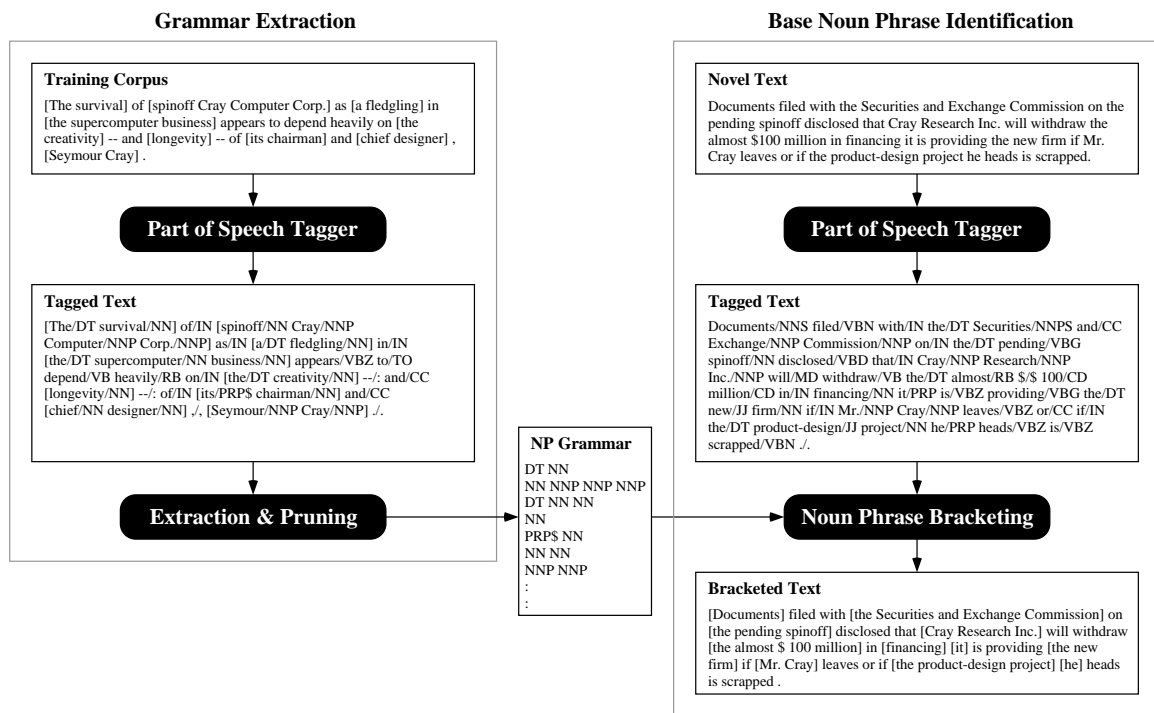 Grammar Extraction
Training Corpus
[The survival] of [spinoff Cray Computer Corp.] as [a fledgling] in
[the supercomputer business] appears to depend heavily on [the
creativity] -- and [longevity] -- of [its chairman] and [chief designer] ,
[Seymour Cray] .
Part of Speech Tagger
Tagged Text
[The/DT survival/NN] of/IN [spinoff/NN Cray/NNP
Computer/NNP Corp./NNP] as/IN [a/DT fledgling/NN] in/IN
[the/DT supercomputer/NN business/NN] appears/VBZ to/TO
depend/VB heavily/RB on/IN [the/DT creativity/NN] --/: and/CC
[longevity/NN] --/: of/IN [its/PRP$ chairman/NN] and/CC
[chief/NN designer/NN] ,/, [Seymour/NNP Cray/NNP] ./.
Extraction & Pruning
NP Grammar
DT NN
NN NNP NNP NNP
DT NN NN
NN
PRP$ NN
NN NN
NNP NNP
:
:
Base Noun Phrase Identification
Novel Text
Documents filed with the Securities and Exchange Commission on the
pending spinoff disclosed that Cray Research Inc. will withdraw the
almost $100 million in financing it is providing the new firm if Mr.
Cray leaves or if the product-design project he heads is scrapped.
Part of Speech Tagger
Tagged Text
Documents/NNS filed/VBN with/IN the/DT Securities/NNPS and/CC
Exchange/NNP Commission/NNP on/IN the/DT pending/VBG
spinoff/NN disclosed/VBD that/IN Cray/NNP Research/NNP
Inc./NNP will/MD withdraw/VB the/DT almost/RB $/$ 100/CD
million/CD in/IN financing/NN it/PRP is/VBZ providing/VBG the/DT
new/JJ firm/NN if/IN Mr./NNP Cray/NNP leaves/VBZ or/CC if/IN
the/DT product-design/JJ project/NN he/PRP heads/VBZ is/VBZ
scrapped/VBN ./.
Noun Phrase Bracketing
Bracketed Text
[Documents] filed with [the Securities and Exchange Commission] on
[the pending spinoff] disclosed that [Cray Research Inc.] will withdraw
[the almost $ 100 million] in [financing] [it] is providing [the new
firm] if [Mr. Cray] leaves or if [the product-design project] [he] heads
is scrapped .